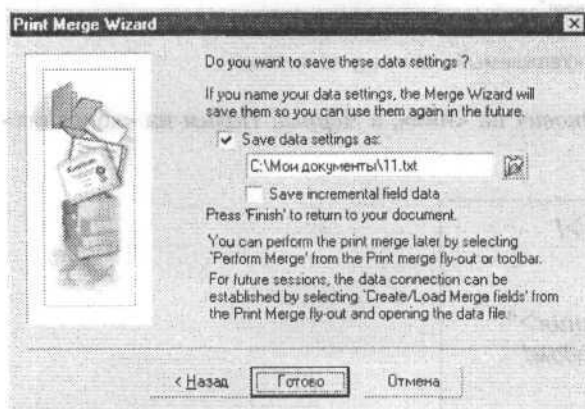 Print Merge Wizard
Do you want to save these data settings ?
If you name your data settings, the Merge Wizard will
save them so you can use them again in the future.
Save data settings as:
C:\Мои документы\11.txt
Save incremental field data
Press 'Finish' to return to your document.
You can perform the print merge later by selecting
'Perform Merge' from the Print merge fly-out or toolbar.
For future sessions, the data connection can be
established by selecting 'Create/Load Merge fields' from
the Print Merge fly-out and opening the data file.
< Назад Готово Отмена